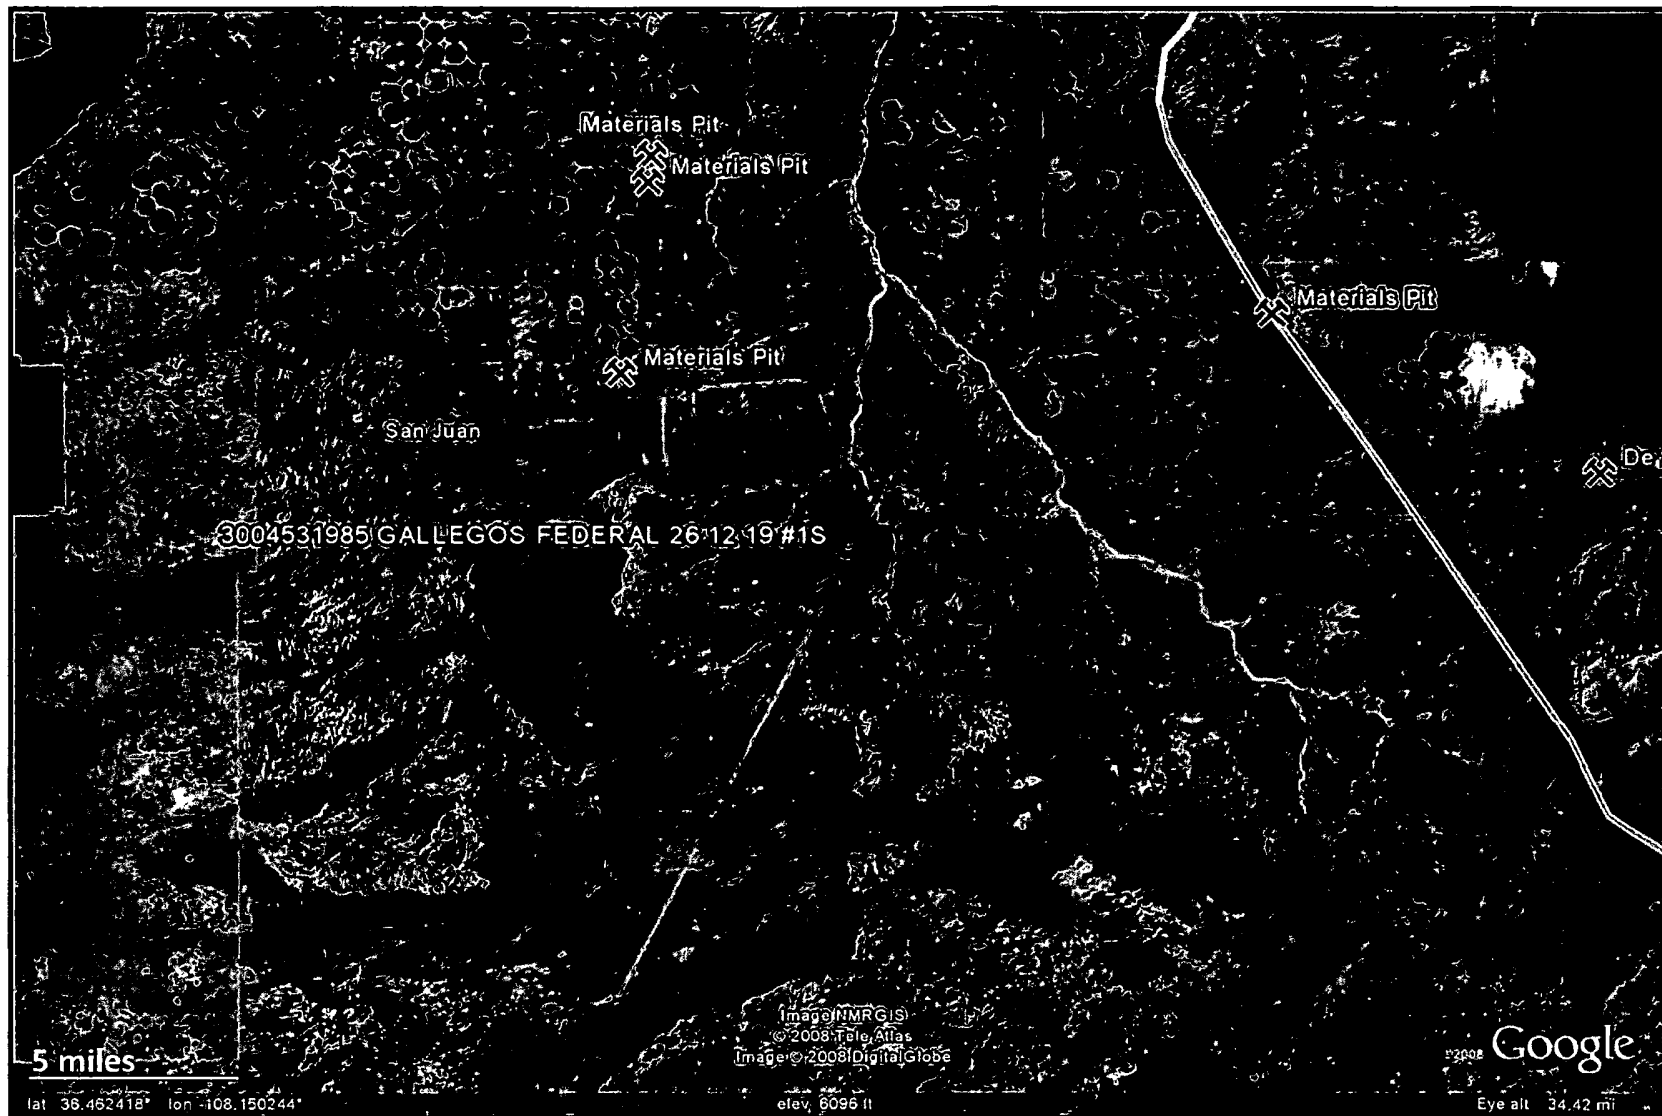 Materials Pit
Materials Pit
Materials Pit
Materials Pit
San Juan
De
3004531985 GALLEGOS FEDERAL 26 12 19 #1S
Image NMRGIS
© 2008 Tele Atlas
Image © 2008 DigitalGlobe
5 miles
©2008 Google
lat 36.462418° lon -108.150244° elev 6096 ft Eye alt 34.42 mi